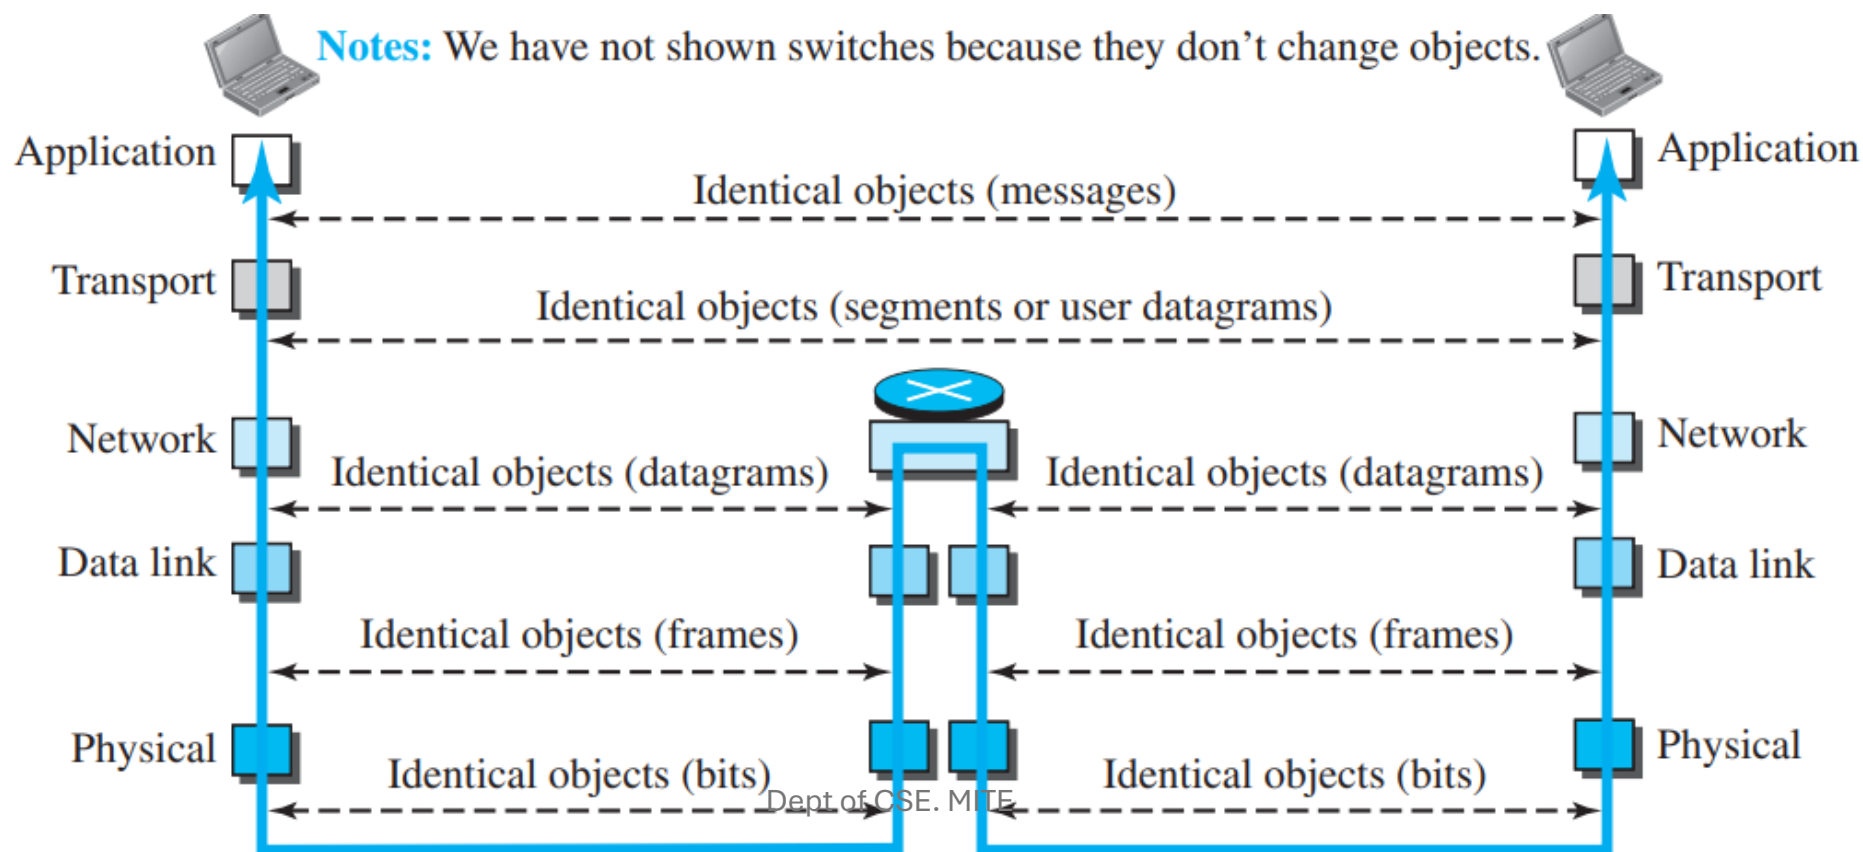 Notes: We have not shown switches because they don’t change objects.
Application
Application
Identical objects (messages)
Transport
Transport
Identical objects (segments or user datagrams)
Network
Network
Identical objects (datagrams)
Identical objects (datagrams)
Data link
Data link
Identical objects (frames)
Identical objects (frames)
Physical
Physical
Identical objects (bits)
Identical objects (bits)
Dept of CSE. MITE